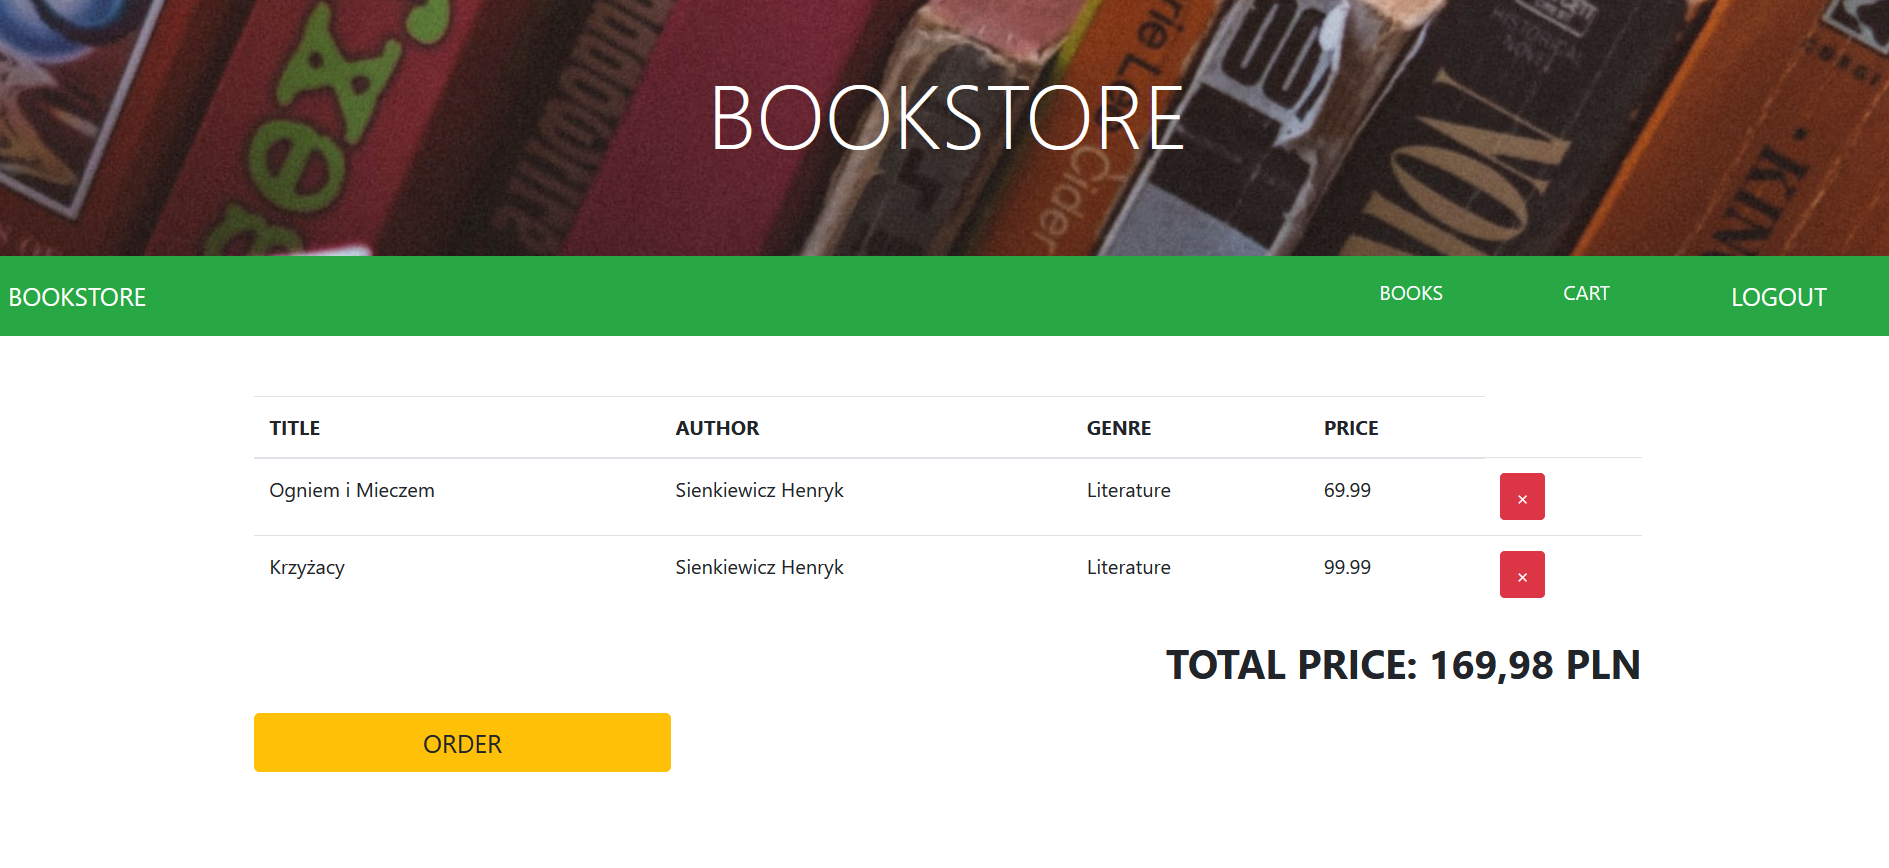 BOOKSTORE
BOOKSTORE BOOKS CART LOGOUT
TITLE AUTHOR GENRE PRICE
Ogniem i Mieczem Sienkiewicz Henryk Literature 69.99 ×
Krzyżacy Sienkiewicz Henryk Literature 99.99 ×
TOTAL PRICE: 169,98 PLN
ORDER